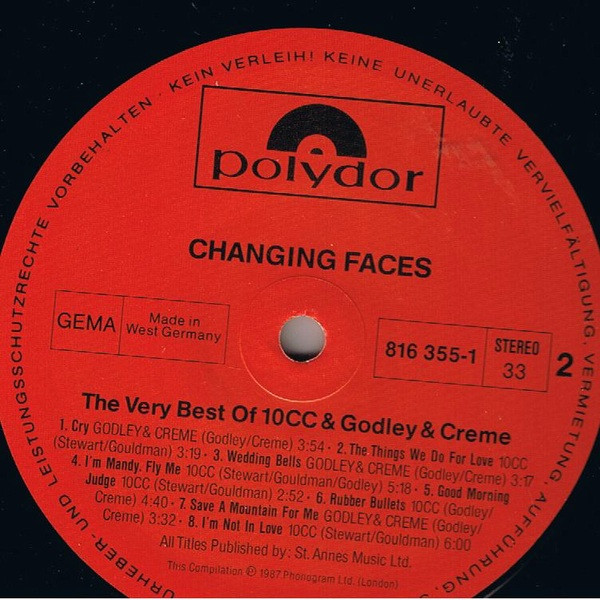 URHEBER- UND LEISTUNGSSCHUTZRECHTE VORBEHALTEN · KEIN VERLEIH! KEINE UNERLAUBTE VERVIELFÄLTIGUNG, VERMIETUNG, AUFFÜHRUNG,
polydor
CHANGING FACES
GEMA
Made in
West Germany
816 355-1
STEREO
33
2
The Very Best Of 10CC & Godley & Creme
1. Cry GODLEY & CREME (Godley/Creme) 3:54 · 2. The Things We Do For Love 10CC
(Stewart/Gouldman) 3:19 · 3. Wedding Bells GODLEY & CREME (Godley/Creme) 3:17
4. I'm Mandy, Fly Me 10CC (Stewart/Gouldman/Godley) 5:18 · 5. Good Morning
Judge 10CC (Stewart/Gouldman) 2:52 · 6. Rubber Bullets 10CC (Godley/
Creme) 4:40 · 7. Save A Mountain For Me GODLEY & CREME (Godley/
Creme) 3:32 · 8. I'm Not In Love 10CC (Stewart/Gouldman) 6:00
All Titles Published by: St. Annes Music Ltd.
This Compilation ℗ 1987 Phonogram Ltd. (London)